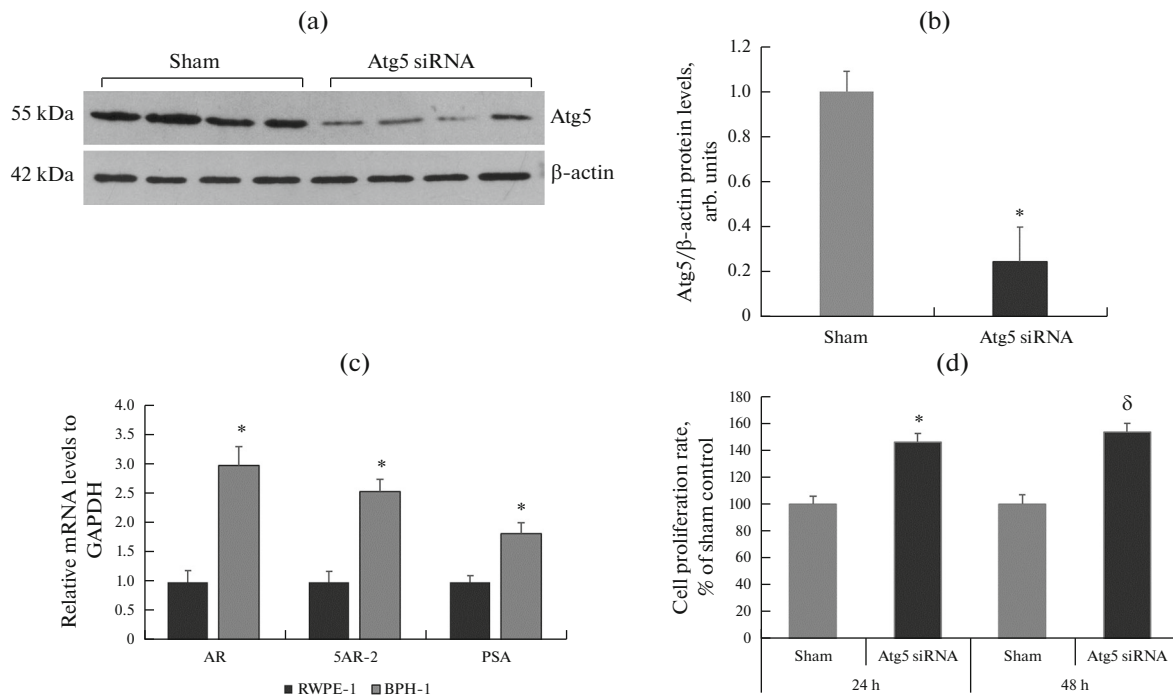 (a)
Sham Atg5 siRNA
55 kDa Atg5
42 kDa β-actin
(b)
Atg5/β-actin protein levels,
arb. units
1.2
1.0
0.8
0.6
0.4
0.2
0
*
Sham Atg5 siRNA
(c)
Relative mRNA levels to
GAPDH
4.0
3.5
3.0
2.5
2.0
1.5
1.0
0.5
0
* * *
AR 5AR-2 PSA
RWPE-1 BPH-1
(d)
Cell proliferation rate,
% of sham control
160
180
140
120
100
80
60
40
20
0
* δ
Sham Atg5 siRNA Sham Atg5 siRNA
24 h 48 h